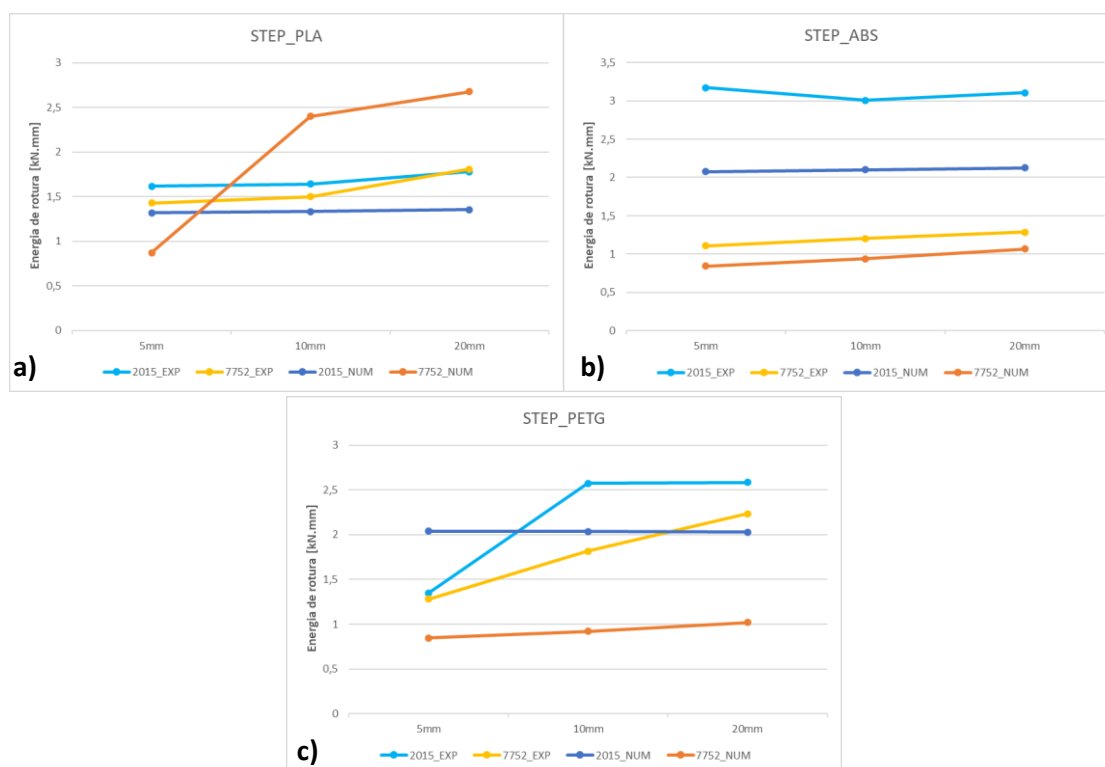 STEP_PLA
Energia de rotura [kN.mm]
3
2,5
2
1,5
1
0,5
0
5mm 10mm 20mm
2015_EXP 7752_EXP 2015_NUM 7752_NUM
a)
STEP_ABS
Energia de rotura [kN.mm]
3,5
3
2,5
2
1,5
1
0,5
0
5mm 10mm 20mm
2015_EXP 7752_EXP 2015_NUM 7752_NUM
b)
STEP_PETG
Energia de rotura [kN.mm]
3
2,5
2
1,5
1
0,5
0
5mm 10mm 20mm
2015_EXP 7752_EXP 2015_NUM 7752_NUM
c)